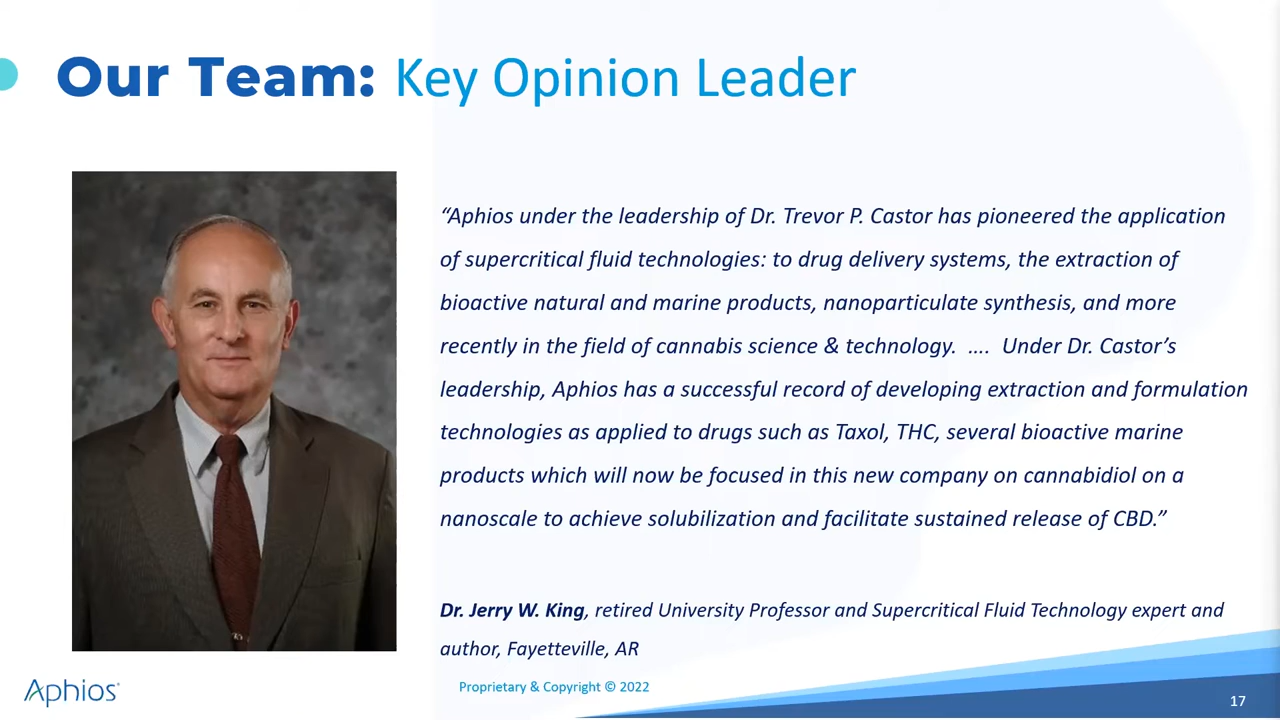 Our Team: Key Opinion Leader
“Aphios under the leadership of Dr. Trevor P. Castor has pioneered the application
of supercritical fluid technologies: to drug delivery systems, the extraction of
bioactive natural and marine products, nanoparticulate synthesis, and more
recently in the field of cannabis science & technology. …. Under Dr. Castor’s
leadership, Aphios has a successful record of developing extraction and formulation
technologies as applied to drugs such as Taxol, THC, several bioactive marine
products which will now be focused in this new company on cannabidiol on a
nanoscale to achieve solubilization and facilitate sustained release of CBD.”
Dr. Jerry W. King, retired University Professor and Supercritical Fluid Technology expert and
author, Fayetteville, AR
Aphios®
Proprietary & Copyright © 2022
17